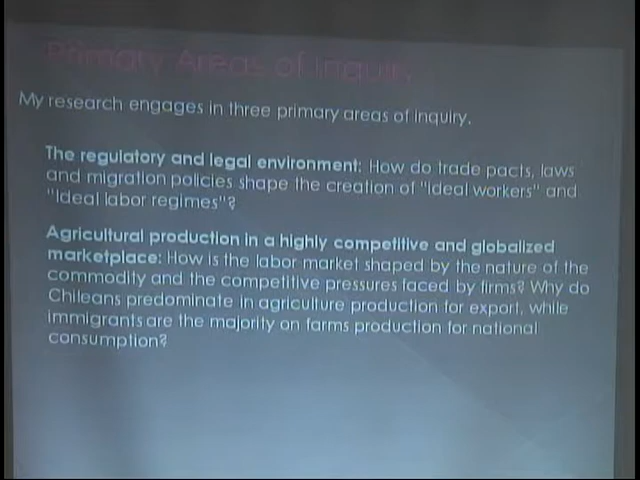 Primary Areas of Inquiry
My research engages in three primary areas of inquiry.
The regulatory and legal environment: How do trade pacts, laws
and migration policies shape the creation of "ideal workers" and
"ideal labor regimes"?
Agricultural production in a highly competitive and globalized
marketplace: How is the labor market shaped by the nature of the
commodity and the competitive pressures faced by firms? Why do
Chileans predominate in agriculture production for export, while
immigrants are the majority on farms production for national
consumption?